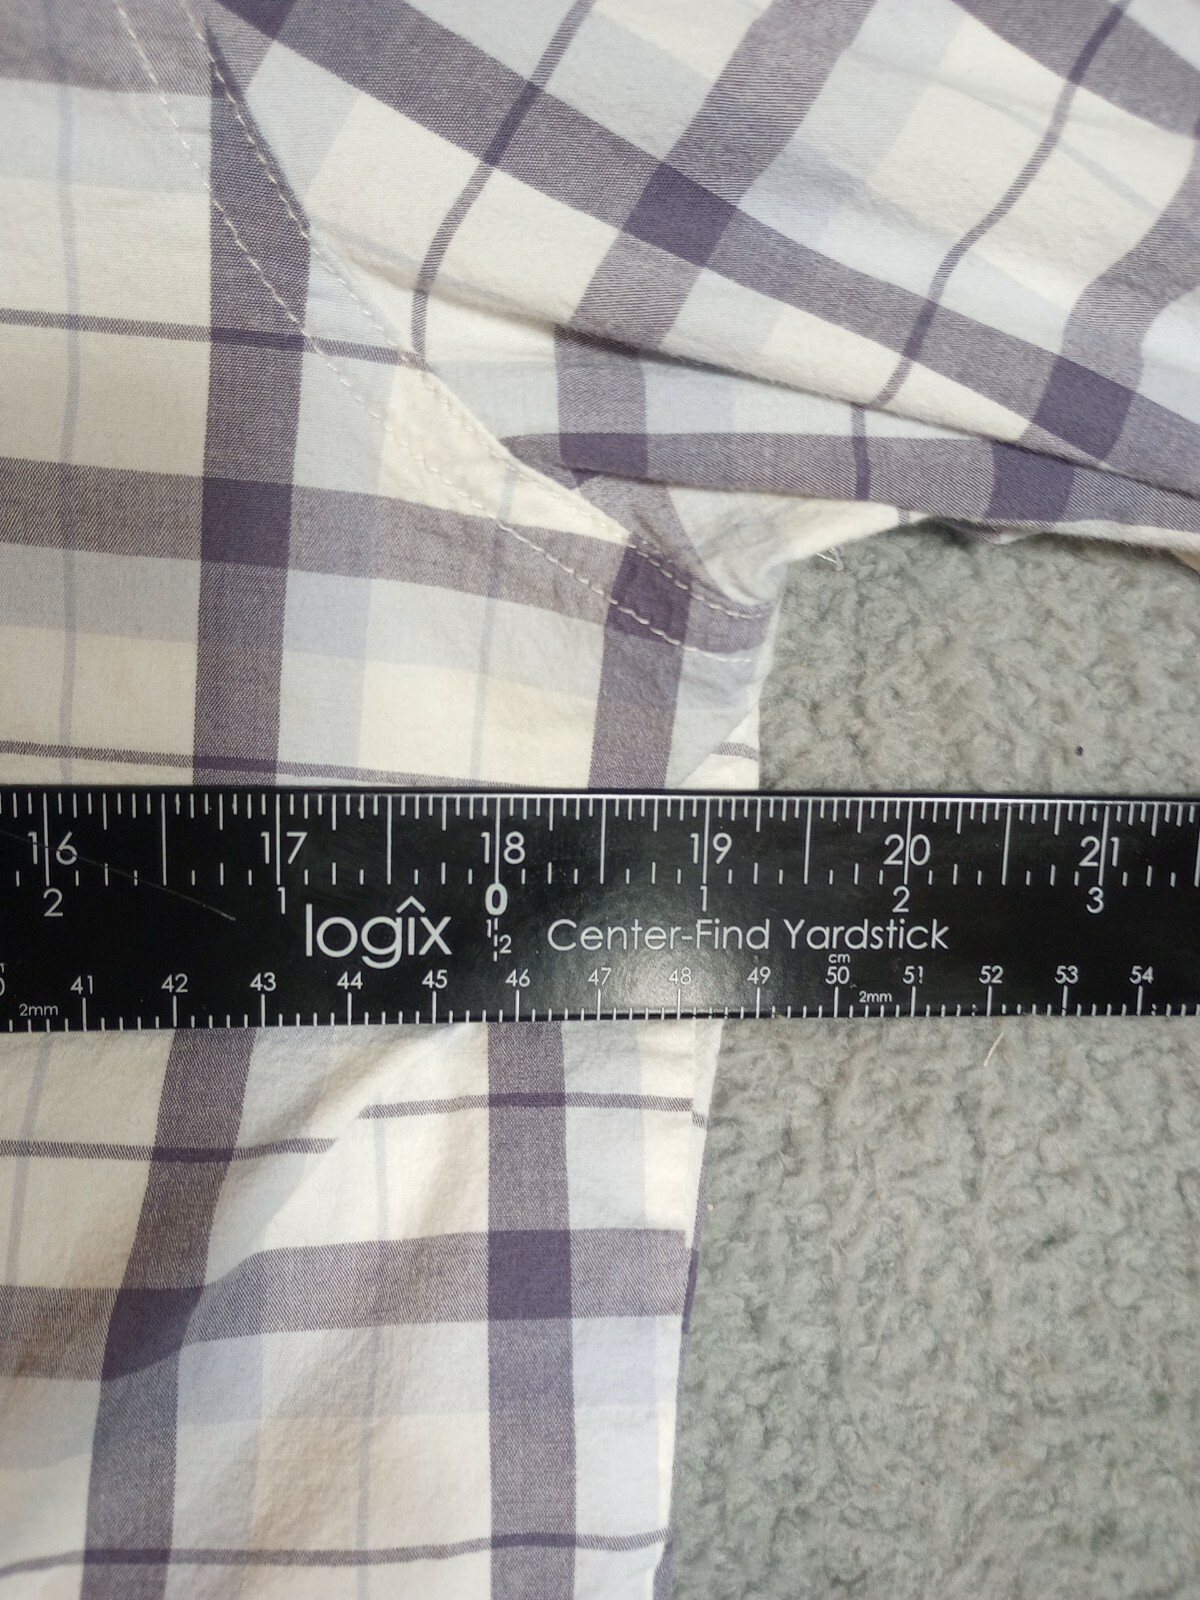 16 17 18 19 20 21
2 1 0 1 2 3
logix 1/2 Center-Find Yardstick
cm
41 42 43 44 45 46 47 48 49 50 51 52 53 54
2mm 2mm